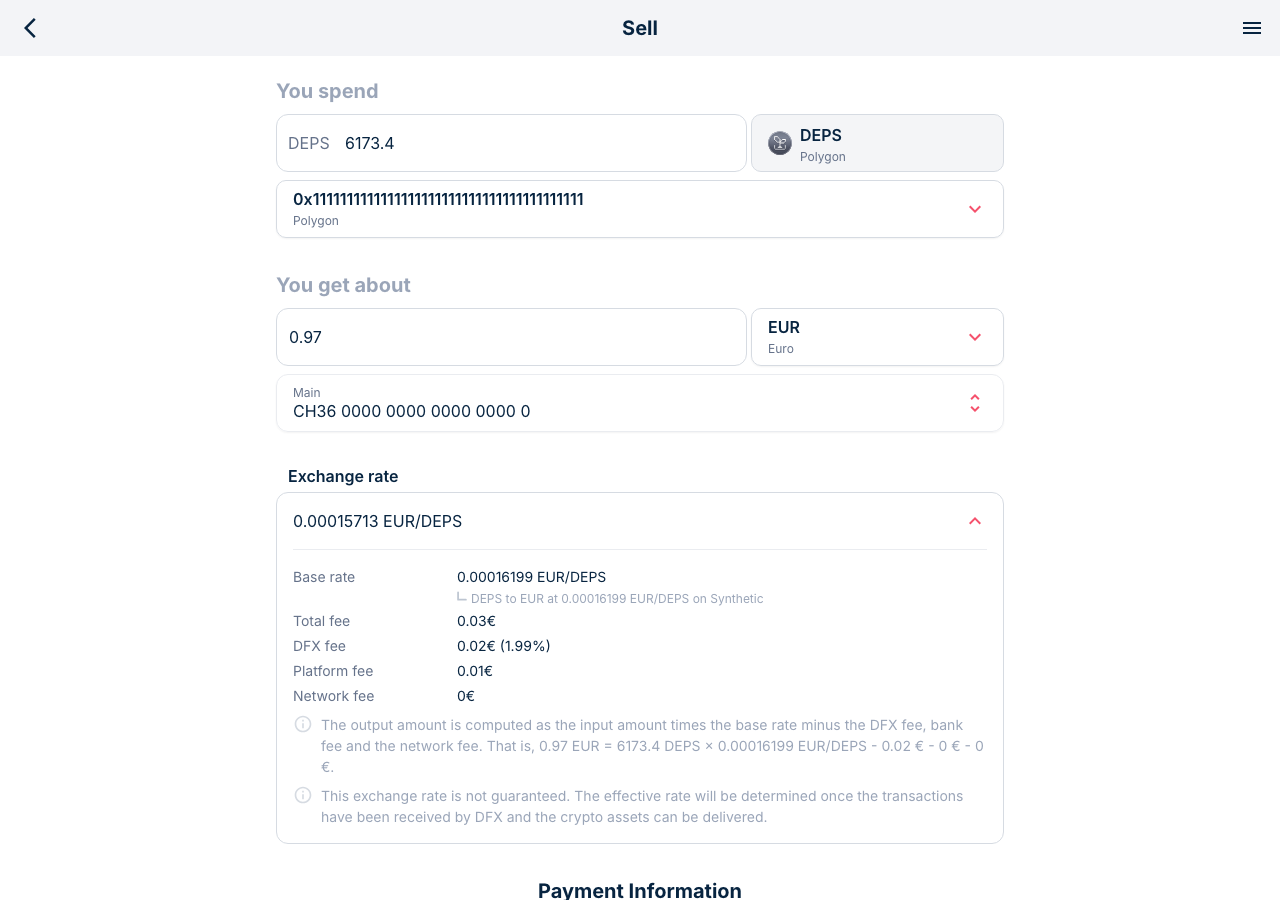 Sell
You spend
DEPS 6173.4
DEPS
Polygon
0x1111111111111111111111111111111111111111
Polygon
You get about
0.97
EUR
Euro
Main
CH36 0000 0000 0000 0000 0
Exchange rate
0.00015713 EUR/DEPS
Base rate 0.00016199 EUR/DEPS
DEPS to EUR at 0.00016199 EUR/DEPS on Synthetic
Total fee 0.03€
DFX fee 0.02€ (1.99%)
Platform fee 0.01€
Network fee 0€
The output amount is computed as the input amount times the base rate minus the DFX fee, bank
fee and the network fee. That is, 0.97 EUR = 6173.4 DEPS × 0.00016199 EUR/DEPS - 0.02 € - 0 € - 0
€.
This exchange rate is not guaranteed. The effective rate will be determined once the transactions
have been received by DFX and the crypto assets can be delivered.
Payment Information